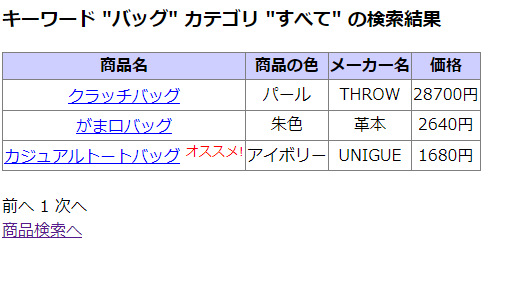 キーワード "バッグ" カテゴリ "すべて" の検索結果
商品名 商品の色 メーカー名 価格
クラッチバッグ パール THROW 28700円
がま口バッグ 朱色 革本 2640円
カジュアルトートバッグ オススメ! アイボリー UNIGUE 1680円
前へ 1 次へ
商品検索へ